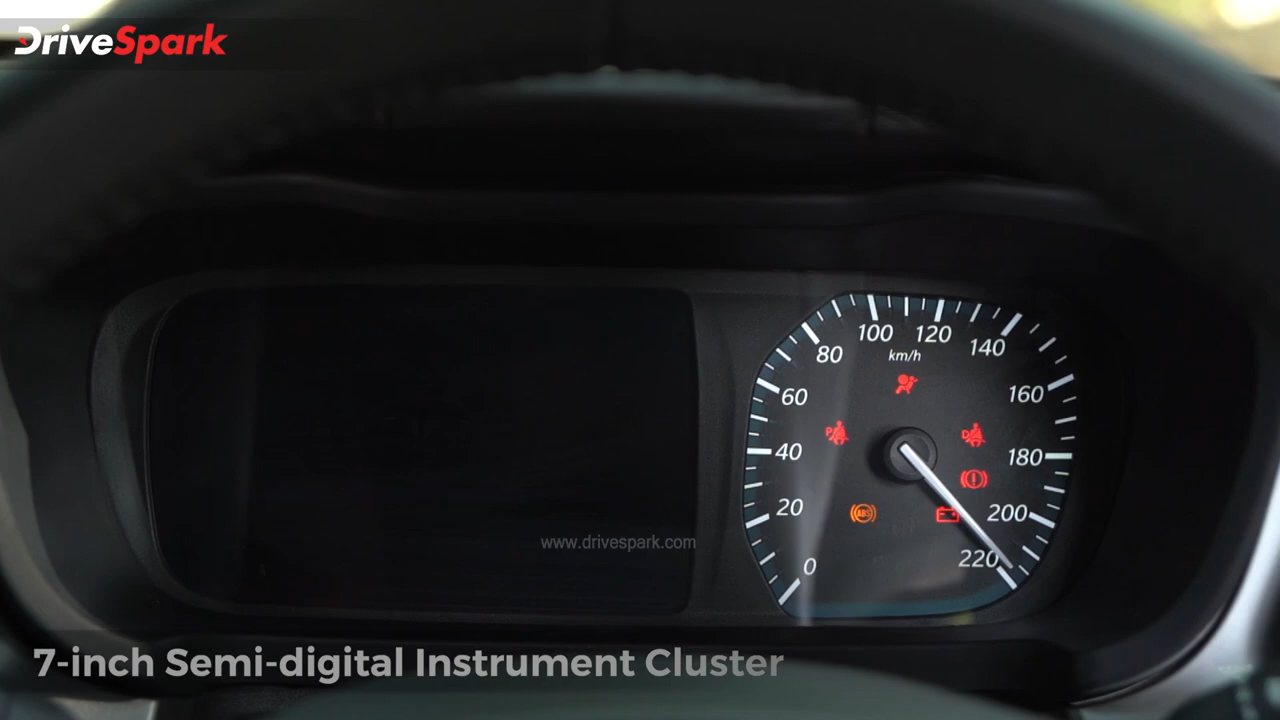 DriveSpark
100 120
80 140
km/h
60 160
P D
40 180
20 200
ABS
www.drivespark.com
0 220
7-inch Semi-digital Instrument Cluster